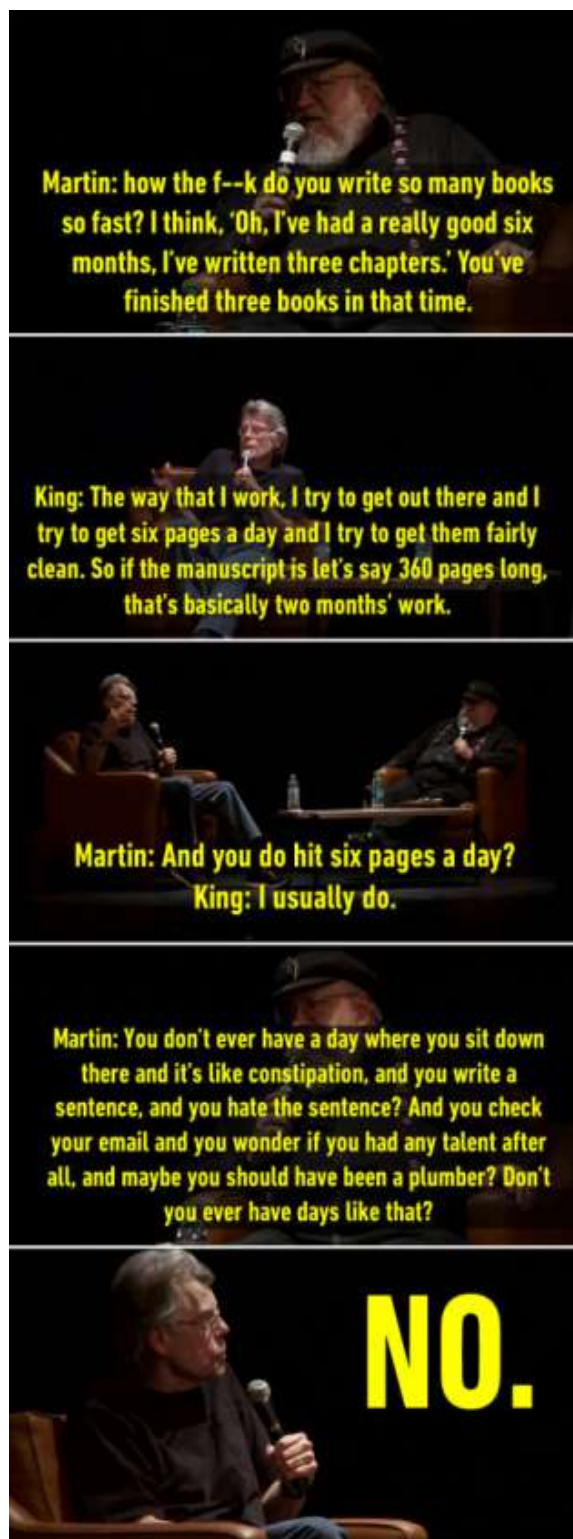 Martin: how the f--k do you write so many books
so fast? I think, 'Oh, I've had a really good six
months, I've written three chapters.' You've
finished three books in that time.
King: The way that I work, I try to get out there and I
try to get six pages a day and I try to get them fairly
clean. So if the manuscript is let's say 360 pages long,
that's basically two months' work.
Martin: And you do hit six pages a day?
King: I usually do.
Martin: You don't ever have a day where you sit down
there and it's like constipation, and you write a
sentence, and you hate the sentence? And you check
your email and you wonder if you had any talent after
all, and maybe you should have been a plumber? Don't
you ever have days like that?
NO.